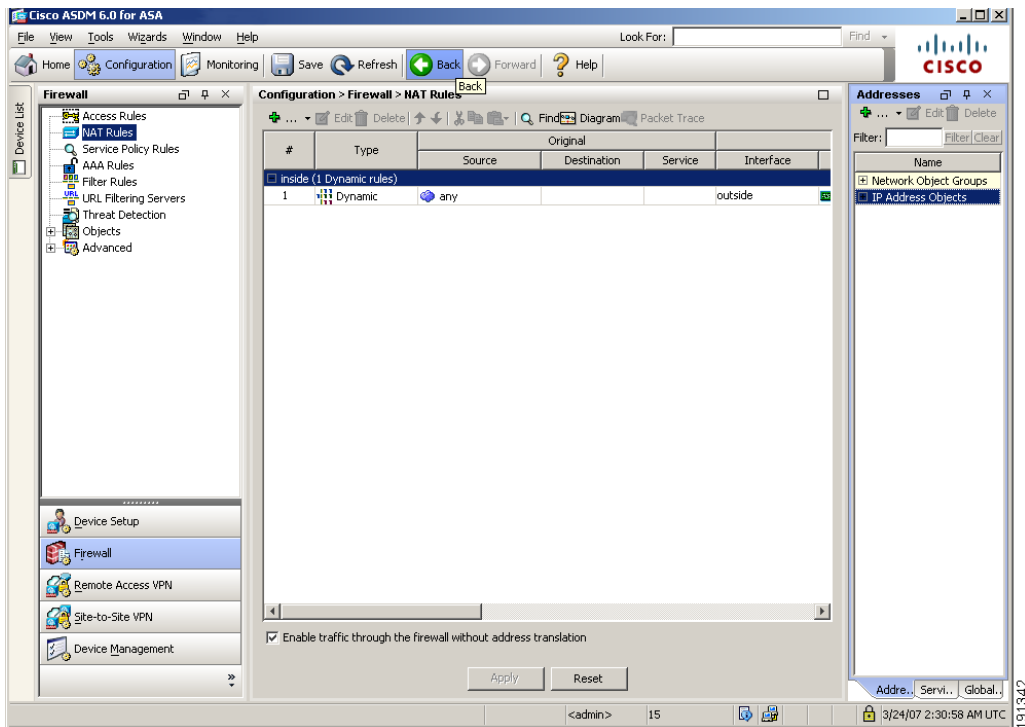 Cisco ASDM 6.0 for ASA
File View Tools Wizards Window Help Look For: Find
Home Configuration Monitoring Save Refresh Back Forward Help
CISCO
Back
Device List
Firewall
Access Rules
NAT Rules
Service Policy Rules
AAA Rules
Filter Rules
URL URL Filtering Servers
Threat Detection
Objects
Advanced
Device Setup
Firewall
Remote Access VPN
Site-to-Site VPN
Device Management
Configuration > Firewall > NAT Rules
... Edit Delete Find Diagram Packet Trace
# Type Original
Source Destination Service Interface
inside (1 Dynamic rules)
1 Dynamic any outside
Enable traffic through the firewall without address translation
Apply Reset
Addresses
... Edit Delete
Filter: Filter Clear
Name
Network Object Groups
IP Address Objects
Addre.. Servi.. Global..
<admin> 15 3/24/07 2:30:58 AM UTC
191342